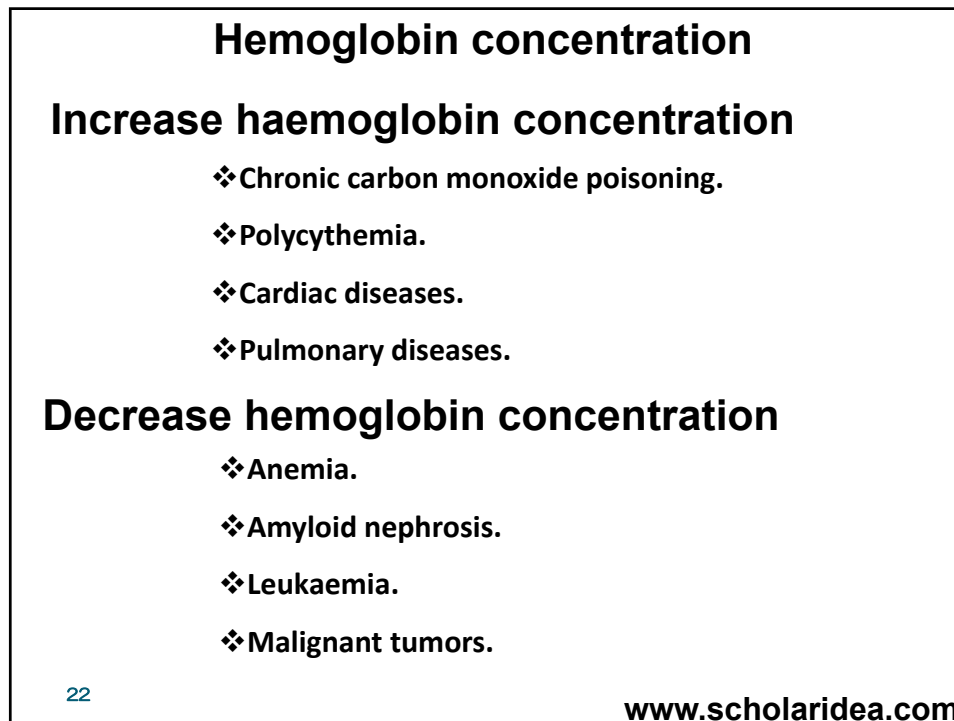 Hemoglobin concentration
Increase haemoglobin concentration
❖Chronic carbon monoxide poisoning.
❖Polycythemia.
❖Cardiac diseases.
❖Pulmonary diseases.
Decrease hemoglobin concentration
❖Anemia.
❖Amyloid nephrosis.
❖Leukaemia.
❖Malignant tumors.
22
www.scholaridea.com